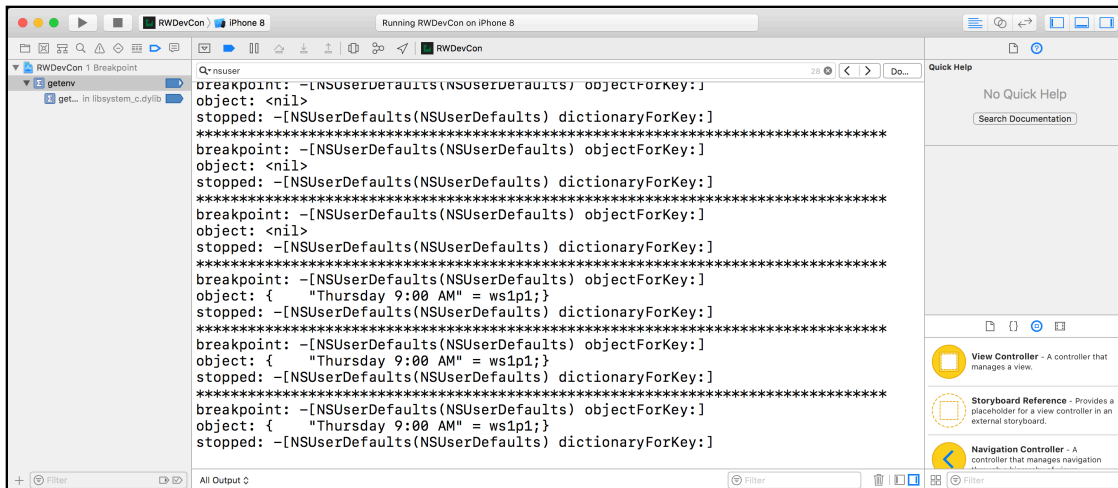 RWDevCon
iPhone 8
Running RWDevCon on iPhone 8
RWDevCon
RWDevCon 1 Breakpoint
getenv
get... in libsystem_c.dylib
nsuser
28
Do...
breakpoint: -[NSUserDefaults(NSUserDefaults) objectForKey:]
object: <nil>
stopped: -[NSUserDefaults(NSUserDefaults) dictionaryForKey:]
********************************************************************************
breakpoint: -[NSUserDefaults(NSUserDefaults) objectForKey:]
object: <nil>
stopped: -[NSUserDefaults(NSUserDefaults) dictionaryForKey:]
********************************************************************************
breakpoint: -[NSUserDefaults(NSUserDefaults) objectForKey:]
object: <nil>
stopped: -[NSUserDefaults(NSUserDefaults) dictionaryForKey:]
********************************************************************************
breakpoint: -[NSUserDefaults(NSUserDefaults) objectForKey:]
object: {    "Thursday 9:00 AM" = ws1p1;}
stopped: -[NSUserDefaults(NSUserDefaults) dictionaryForKey:]
********************************************************************************
breakpoint: -[NSUserDefaults(NSUserDefaults) objectForKey:]
object: {    "Thursday 9:00 AM" = ws1p1;}
stopped: -[NSUserDefaults(NSUserDefaults) dictionaryForKey:]
********************************************************************************
breakpoint: -[NSUserDefaults(NSUserDefaults) objectForKey:]
object: {    "Thursday 9:00 AM" = ws1p1;}
stopped: -[NSUserDefaults(NSUserDefaults) dictionaryForKey:]
Filter
All Output
Filter
Quick Help
No Quick Help
Search Documentation
View Controller - A controller that
manages a view.
Storyboard Reference - Provides a
placeholder for a view controller in an
external storyboard.
Navigation Controller - A
controller that manages navigation
Filter